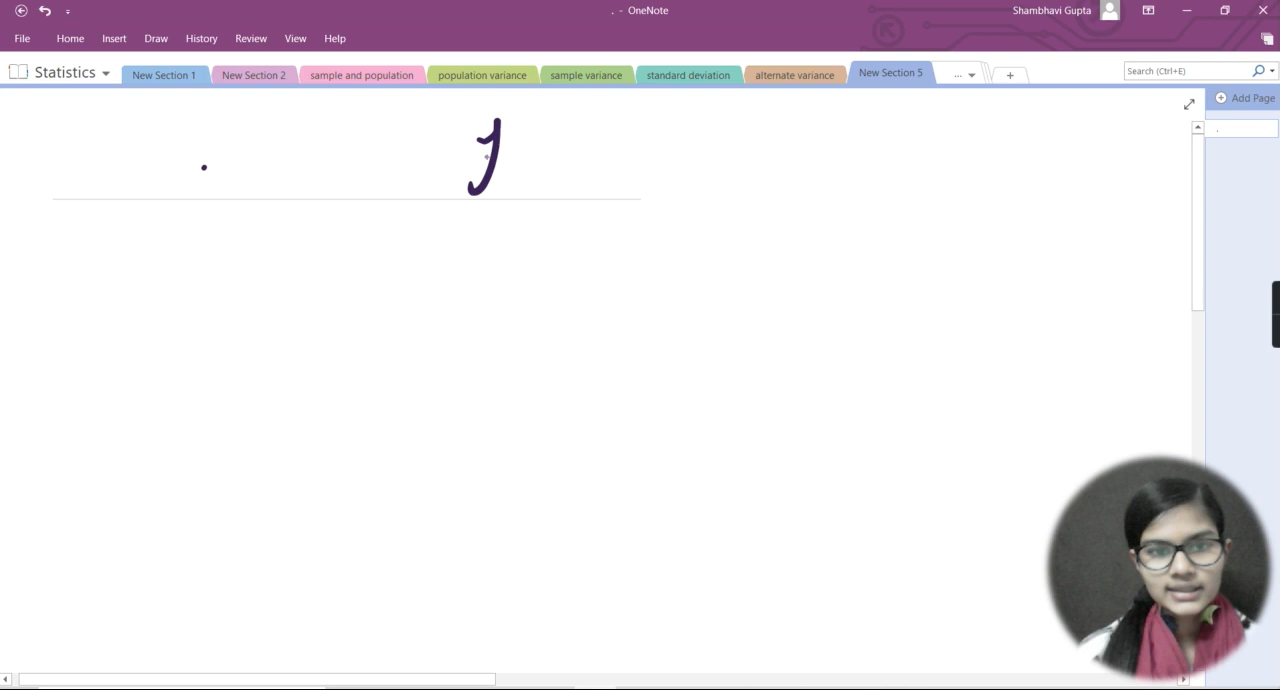 . - OneNote Shambhavi Gupta
File Home Insert Draw History Review View Help
Statistics New Section 1 New Section 2 sample and population population variance sample variance standard deviation alternate variance New Section 5 ... + Search (Ctrl+E)
+ Add Page
.